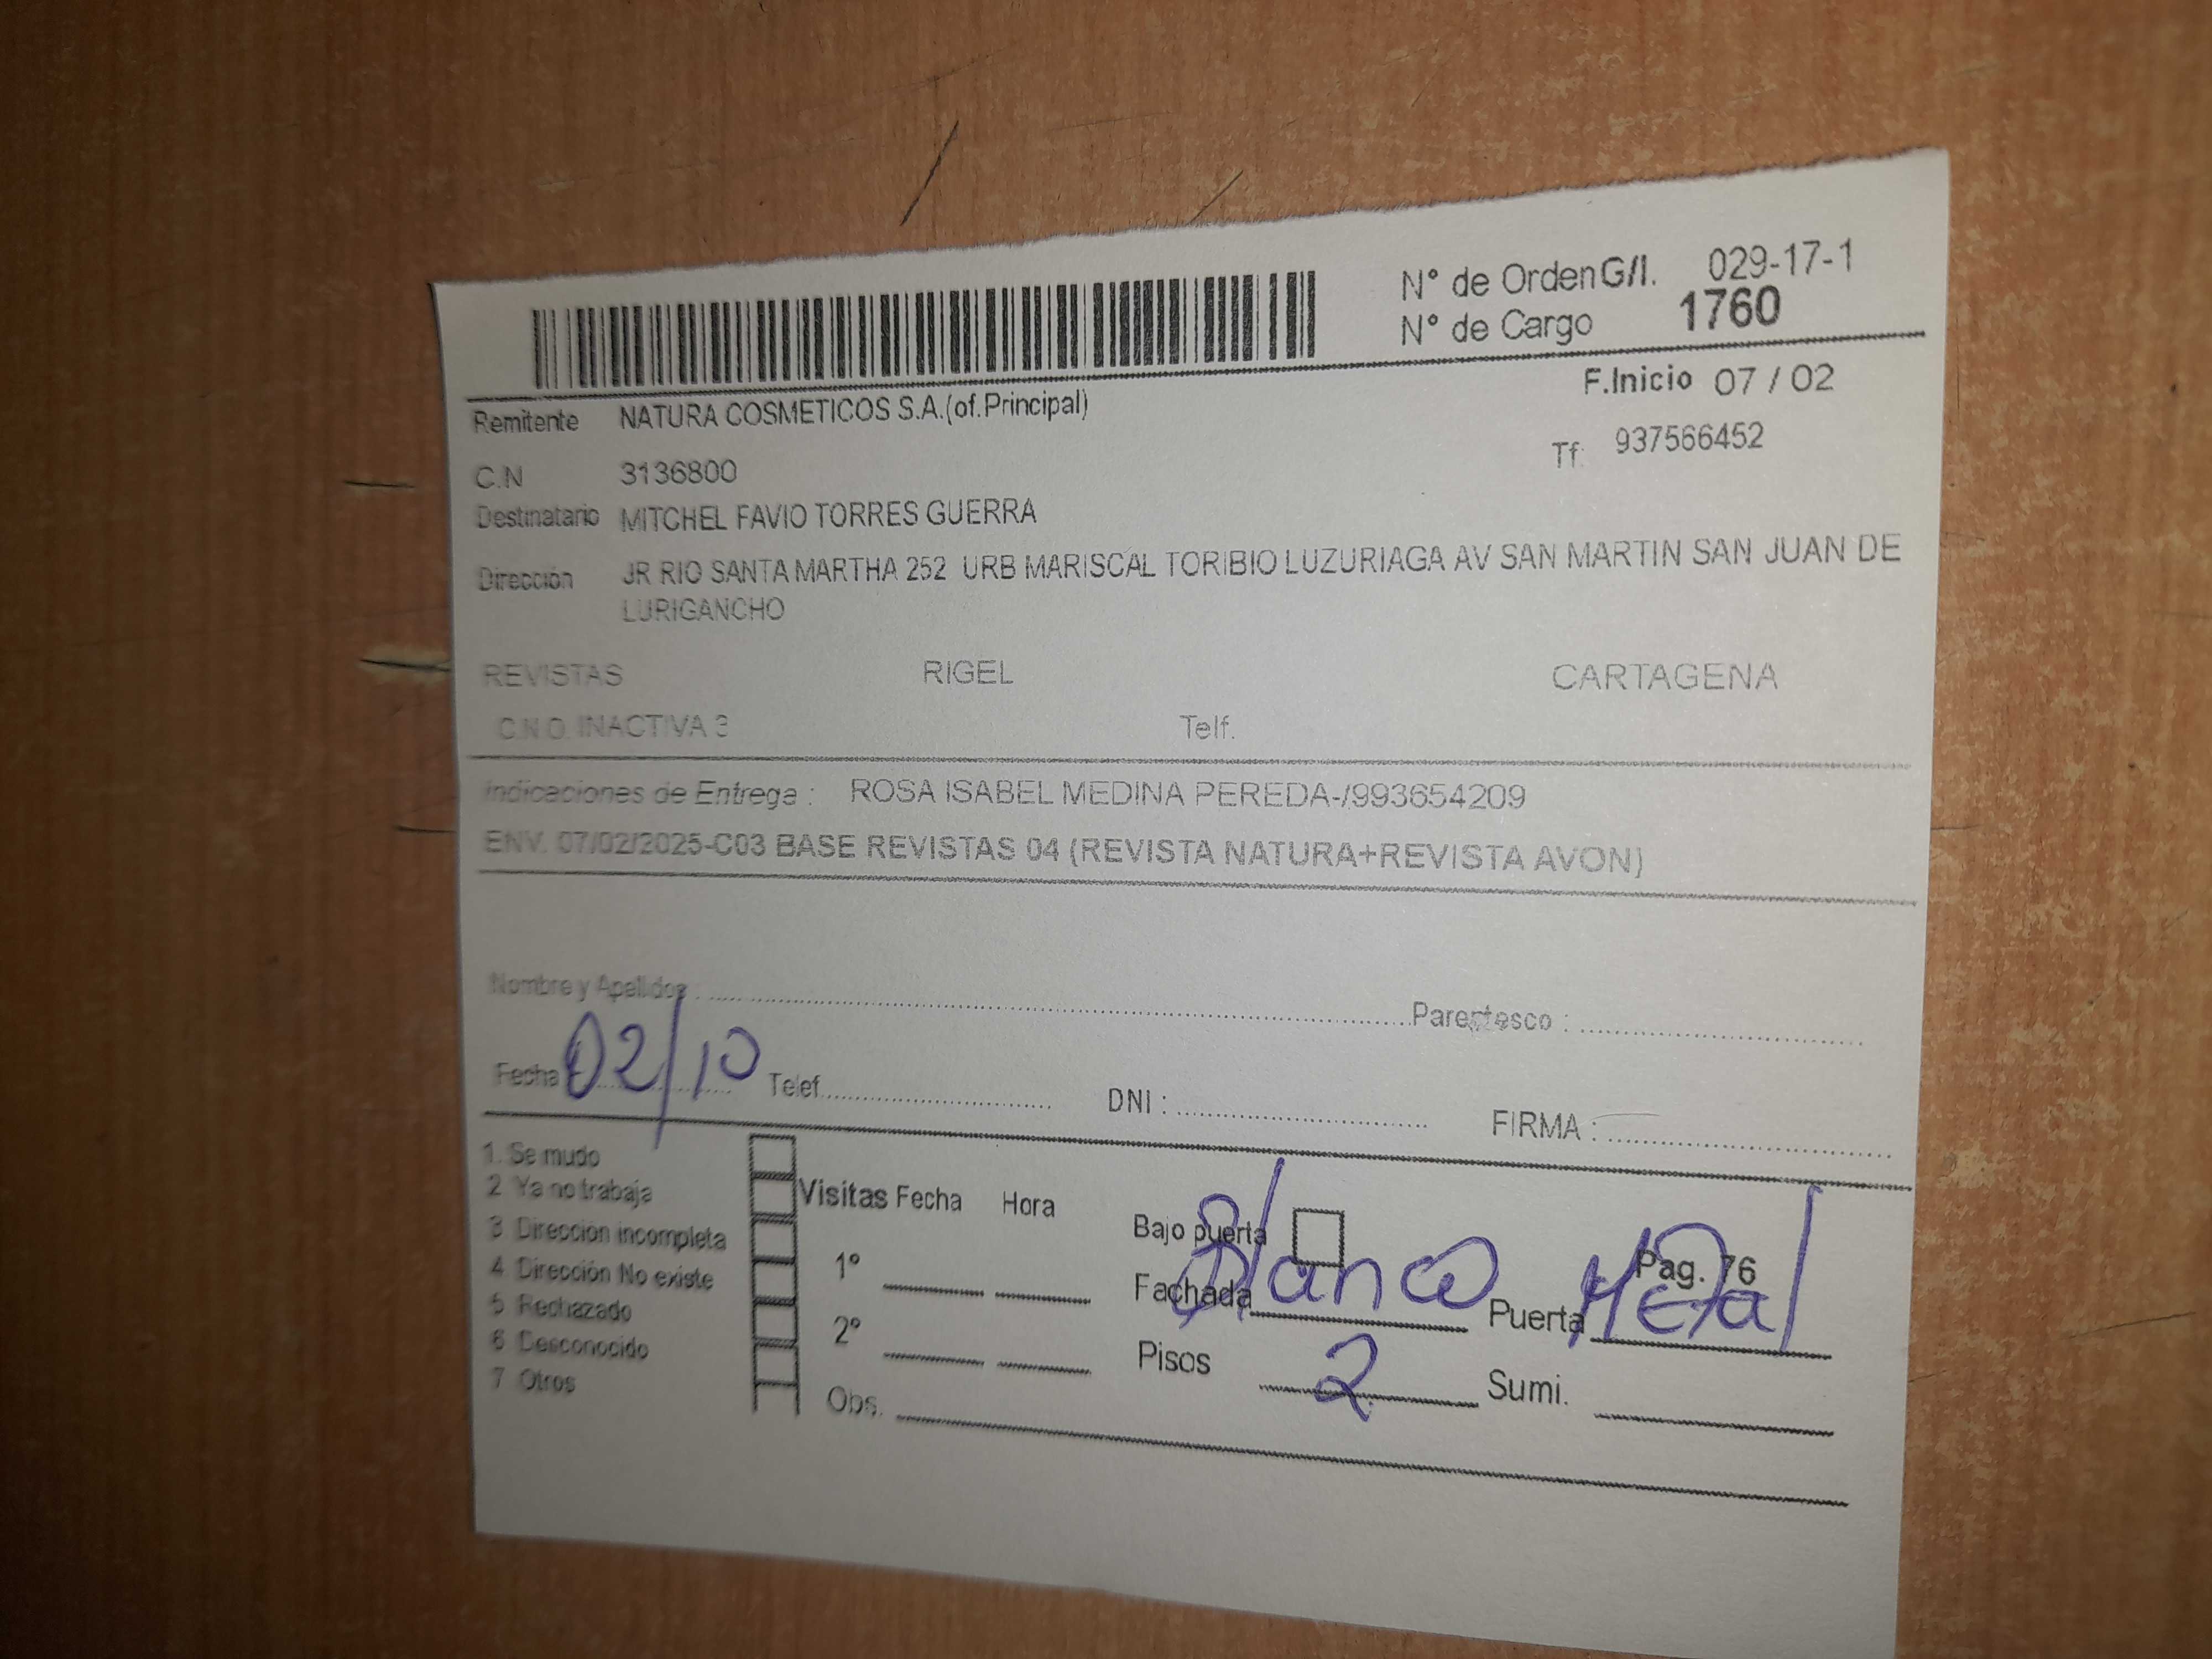 N° de Orden G/I. 029-17-1
N° de Cargo 1760
F.Inicio 07 / 02
Remitente NATURA COSMETICOS S.A.(of.Principal)
Tf: 937566452
C.N 3136800
Destinatario MITCHEL FAVIO TORRES GUERRA
Dirección JR RIO SANTA MARTHA 252 URB MARISCAL TORIBIO LUZURIAGA AV SAN MARTIN SAN JUAN DE
LURIGANCHO
REVISTAS RIGEL CARTAGENA
C.N.O. INACTIVA 3 Telf.
Indicaciones de Entrega : ROSA ISABEL MEDINA PEREDA-/993654209
ENV. 07/02/2025-C03 BASE REVISTAS 04 (REVISTA NATURA+REVISTA AVON)
Nombre y Apellidos : Parentesco :
Fecha 02/10 Telef. DNI : FIRMA :
1. Se mudo
2 Ya no trabaja
3 Direccion incompleta
4 Dirección No existe
5 Rechazado
6 Desconocido
7 Otros
Visitas Fecha Hora
1°
2°
Obs.
Bajo puerta
Pag. 76
Fachada Blanco Puerta Metal
Pisos 2 Sumi.